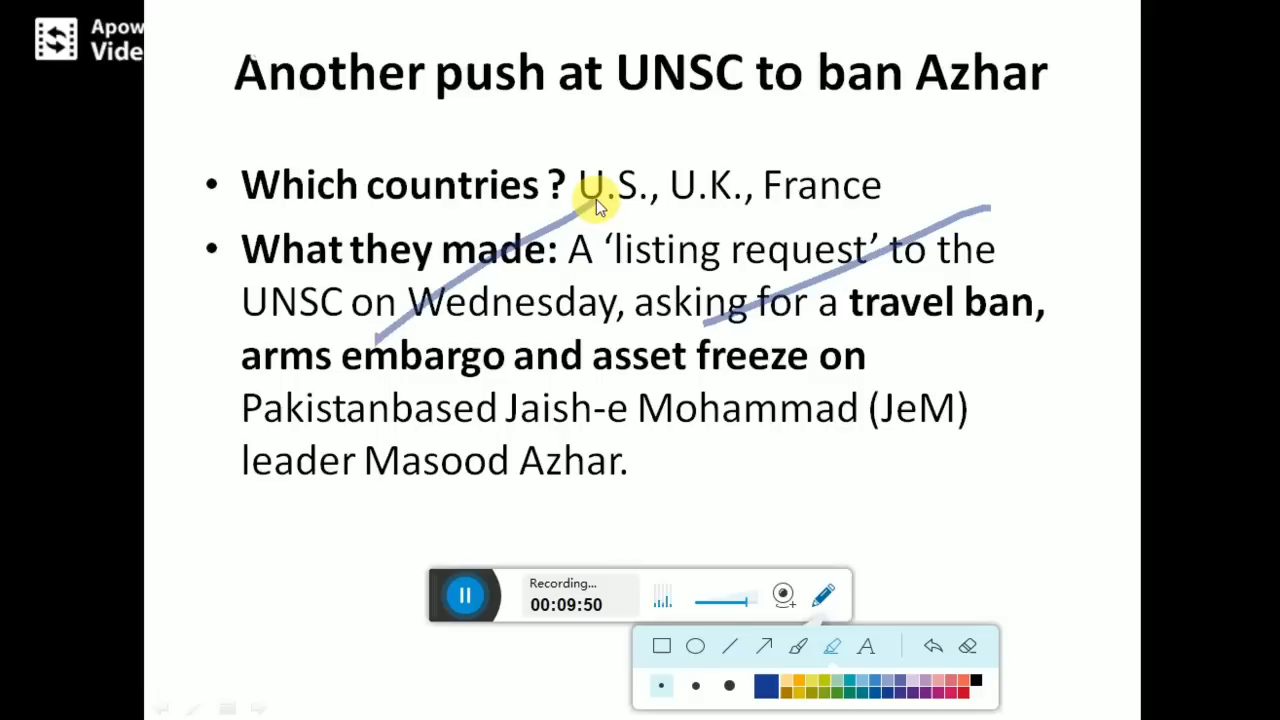 Apow
Vide
Another push at UNSC to ban Azhar
• Which countries ? U.S., U.K., France
• What they made: A ‘listing request’ to the
UNSC on Wednesday, asking for a travel ban,
arms embargo and asset freeze on
Pakistanbased Jaish-e Mohammad (JeM)
leader Masood Azhar.
Recording...
00:09:50
A